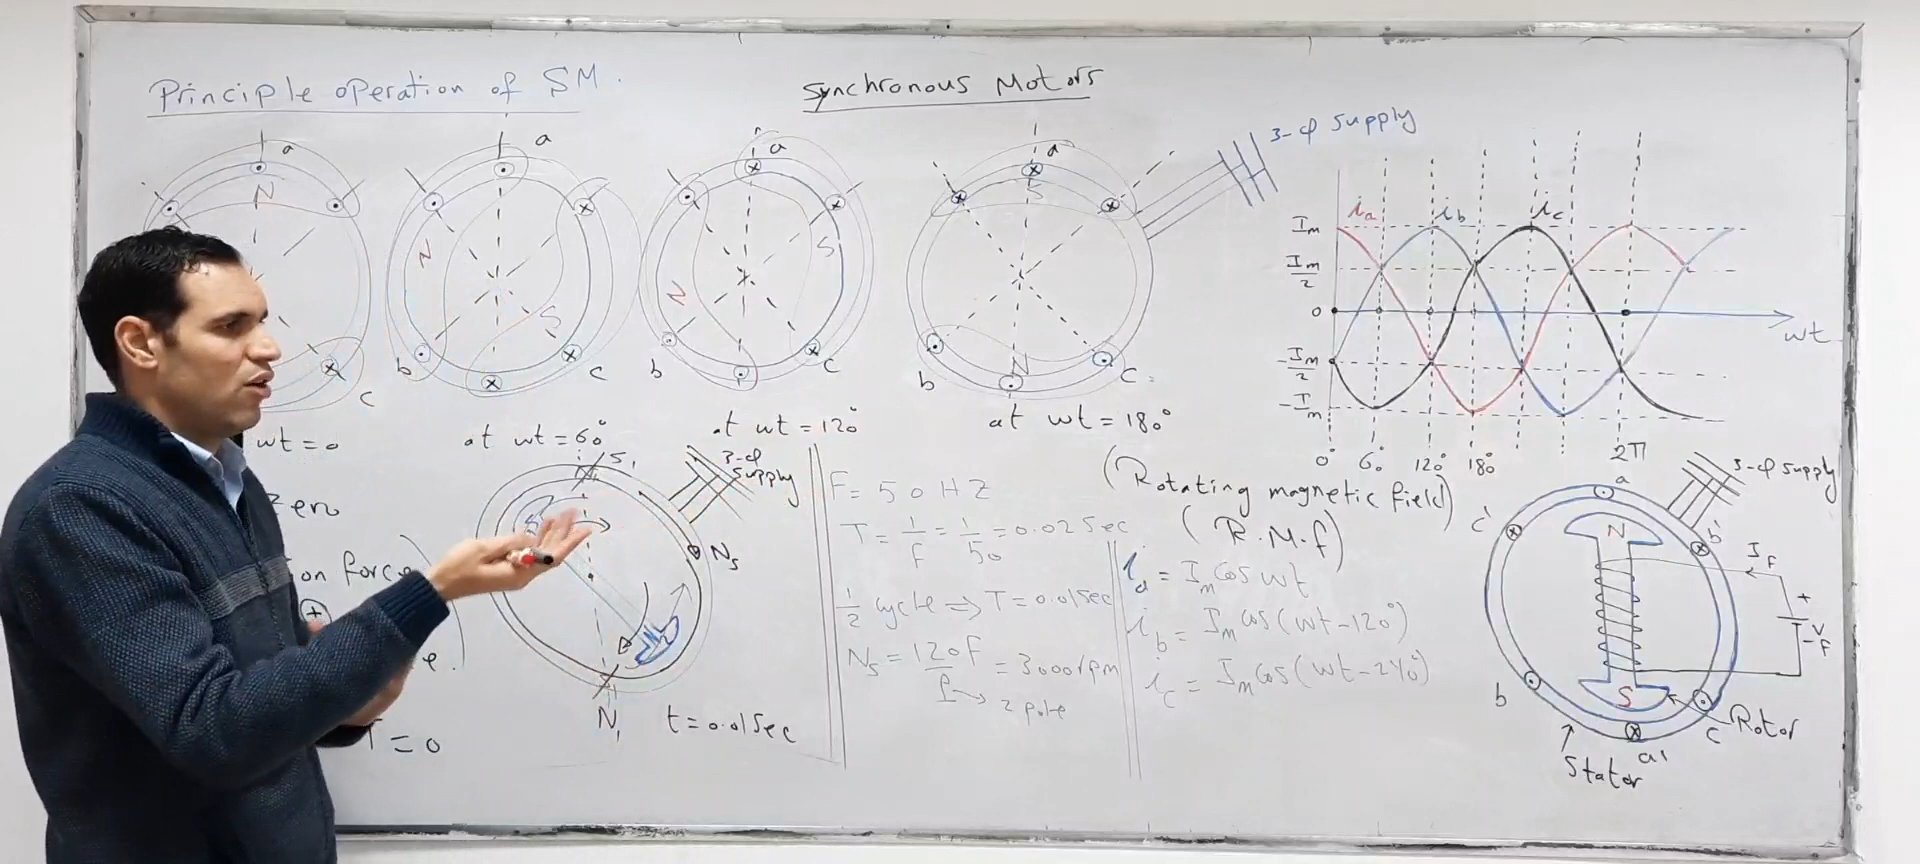 Principle operation of SM.
Synchronous Motors
3-φ supply
a
N
c
wt = 0
a
N
S
b
c
at wt = 60°
a
N
S
b
c
at wt = 120°
a
S
N
b
c
at wt = 180°
ia
ib
ic
Im
Im/2
0
-Im/2
-Im
wt
0° 60° 120° 180° 2π
zero
on force
+
e.)
= 0
S1
3-φ
supply
Ns
N1
t = 0.01 sec
F = 50 HZ
T = 1/f = 1/50 = 0.02 Sec
1/2 cycle => T = 0.01 sec
Ns = 120F/P = 3000 rpm
2 pole
(Rotating magnetic field)
(R.M.f)
ia = Im Cos wt
ib = Im Cos(wt-120°)
ic = Im Cos(wt-240°)
3-φ supply
a
c'
b'
N
IF
+
VF
-
b
S
c
Rotor
a'
Stator